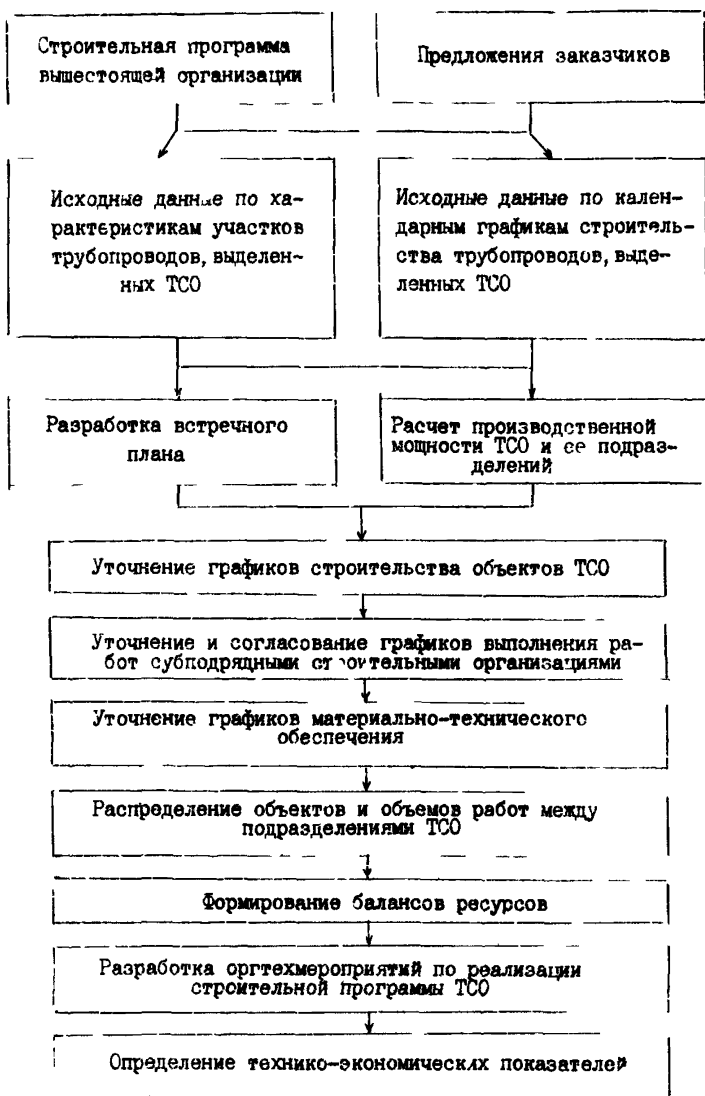 Строительная программа
вышестоящей организации
Предложения заказчиков
Исходные данные по ха-
рактеристикам участков
трубопроводов, выделен-
ных ТСО
Исходные данные по кален-
дарным графикам строитель-
ства трубопроводов, выде-
ленных ТСО
Разработка встречного
плана
Расчет производственной
мощности ТСО и ее подраз-
делений
Уточнение графиков строительства объектов ТСО
Уточнение и согласование графиков выполнения ра-
бот субподрядными строительными организациями
Уточнение графиков материально-технического
обеспечения
Распределение объектов и объемов работ между
подразделениями ТСО
Формирование балансов ресурсов
Разработка оргтехмероприятий по реализации
строительной программы ТСО
Определение технико-экономических показателей